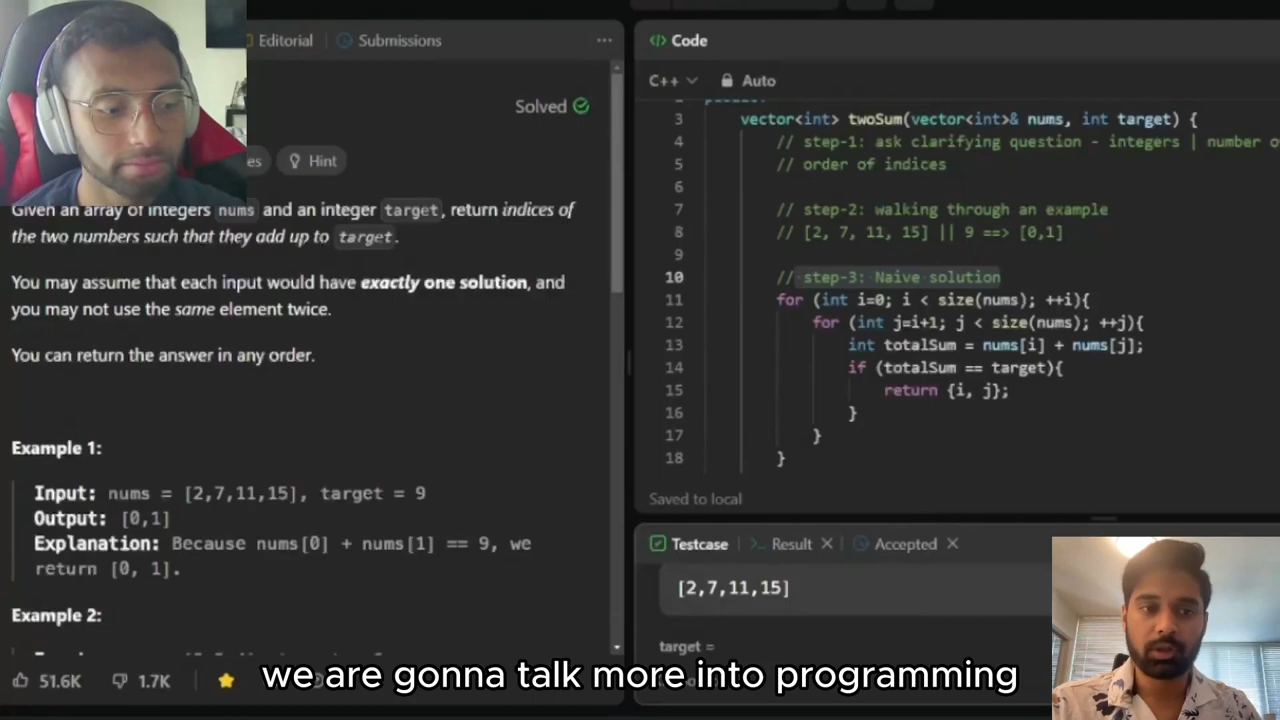 Editorial
Submissions
Solved
Hint
Given an array of integers nums and an integer target, return indices of
the two numbers such that they add up to target.
You may assume that each input would have exactly one solution, and
you may not use the same element twice.
You can return the answer in any order.
Example 1:
Input: nums = [2,7,11,15], target = 9
Output: [0,1]
Explanation: Because nums[0] + nums[1] == 9, we
return [0, 1].
Example 2:
51.6K 1.7K
</> Code
C++ Auto
3 vector<int> twoSum(vector<int>& nums, int target) {
4 // step-1: ask clarifying question - integers | number
5 // order of indices
6
7 // step-2: walking through an example
8 // [2, 7, 11, 15] || 9 ==> [0,1]
9
10 // step-3: Naive solution
11 for (int i=0; i < size(nums); ++i){
12 for (int j=i+1; j < size(nums); ++j){
13 int totalSum = nums[i] + nums[j];
14 if (totalSum == target){
15 return {i, j};
16 }
17 }
18 }
Saved to local
Testcase
Result
Accepted
[2,7,11,15]
target =
we are gonna talk more into programming